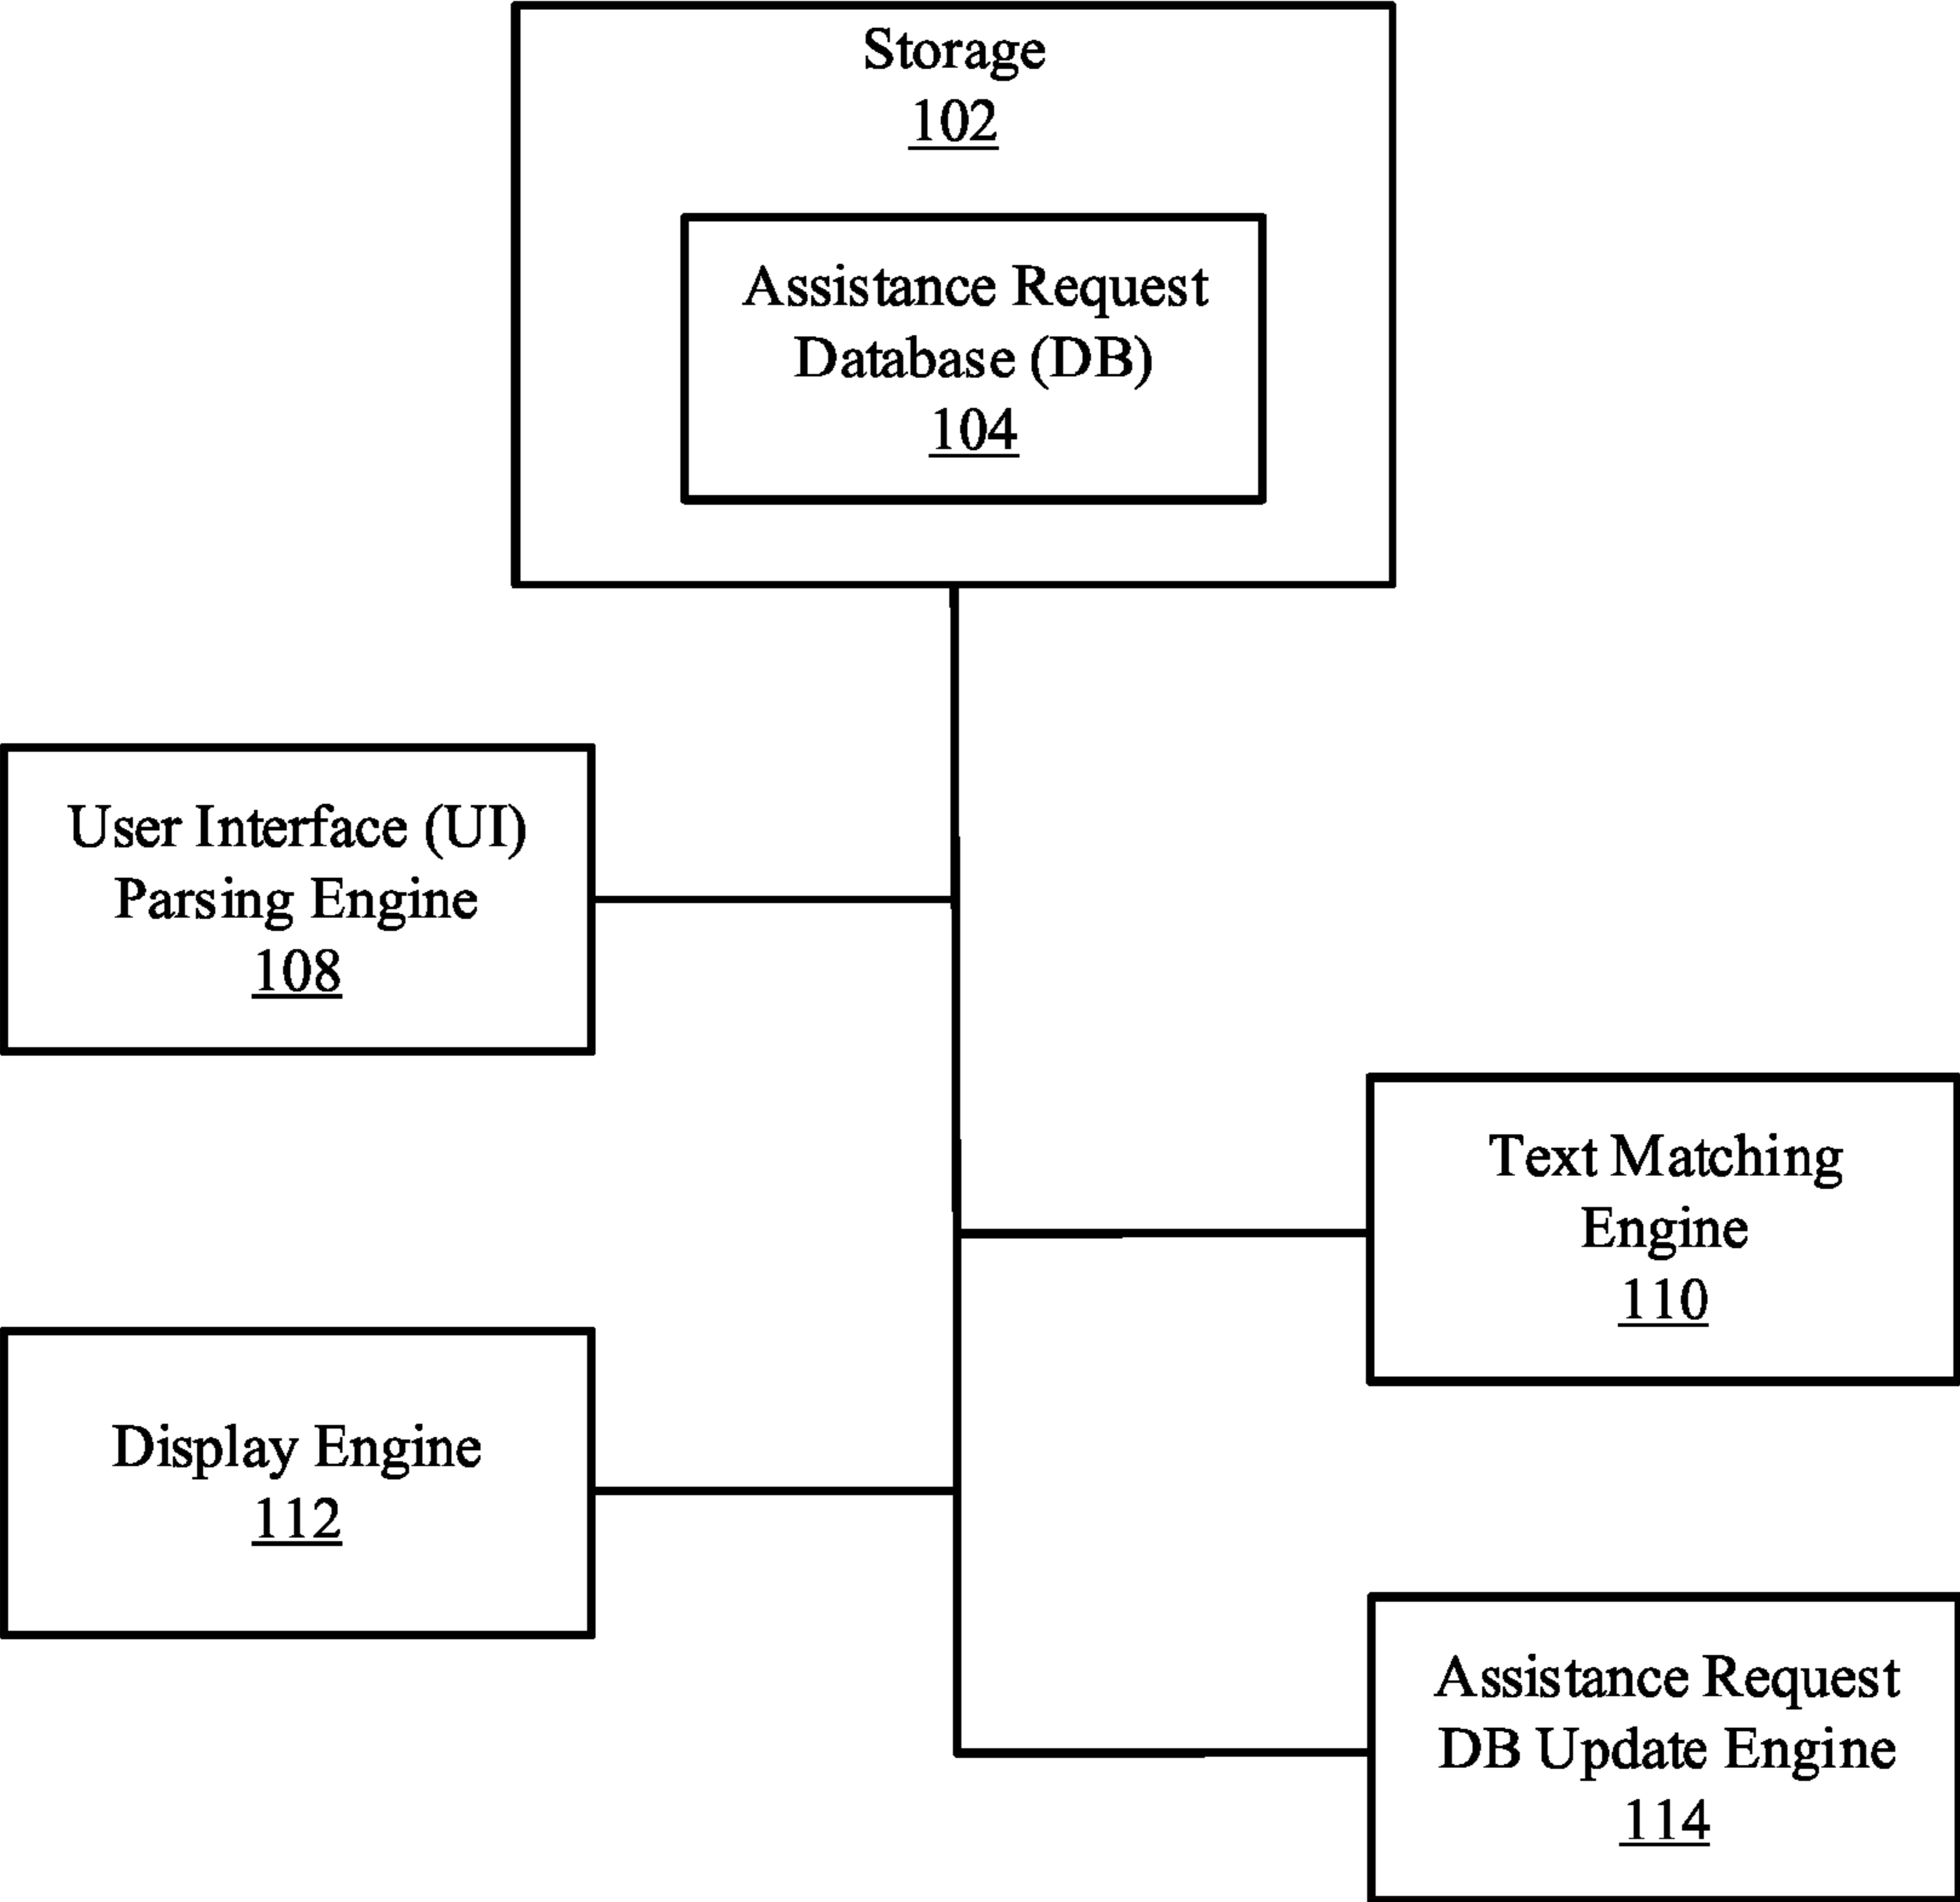 Storage
102
Assistance Request
Database (DB)
104
User Interface (UI)
Parsing Engine
108
Text Matching
Engine
110
Display Engine
112
Assistance Request
DB Update Engine
114